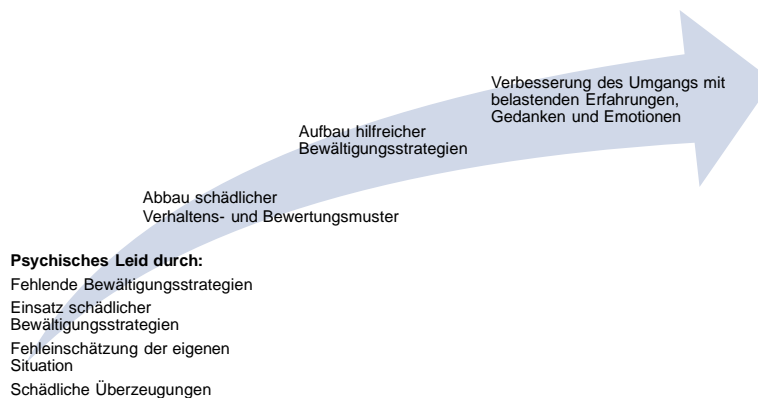 Verbesserung des Umgangs mit
belastenden Erfahrungen,
Gedanken und Emotionen
Aufbau hilfreicher
Bewältigungsstrategien
Abbau schädlicher
Verhaltens- und Bewertungsmuster
Psychisches Leid durch:
Fehlende Bewältigungsstrategien
Einsatz schädlicher
Bewältigungsstrategien
Fehleinschätzung der eigenen
Situation
Schädliche Überzeugungen